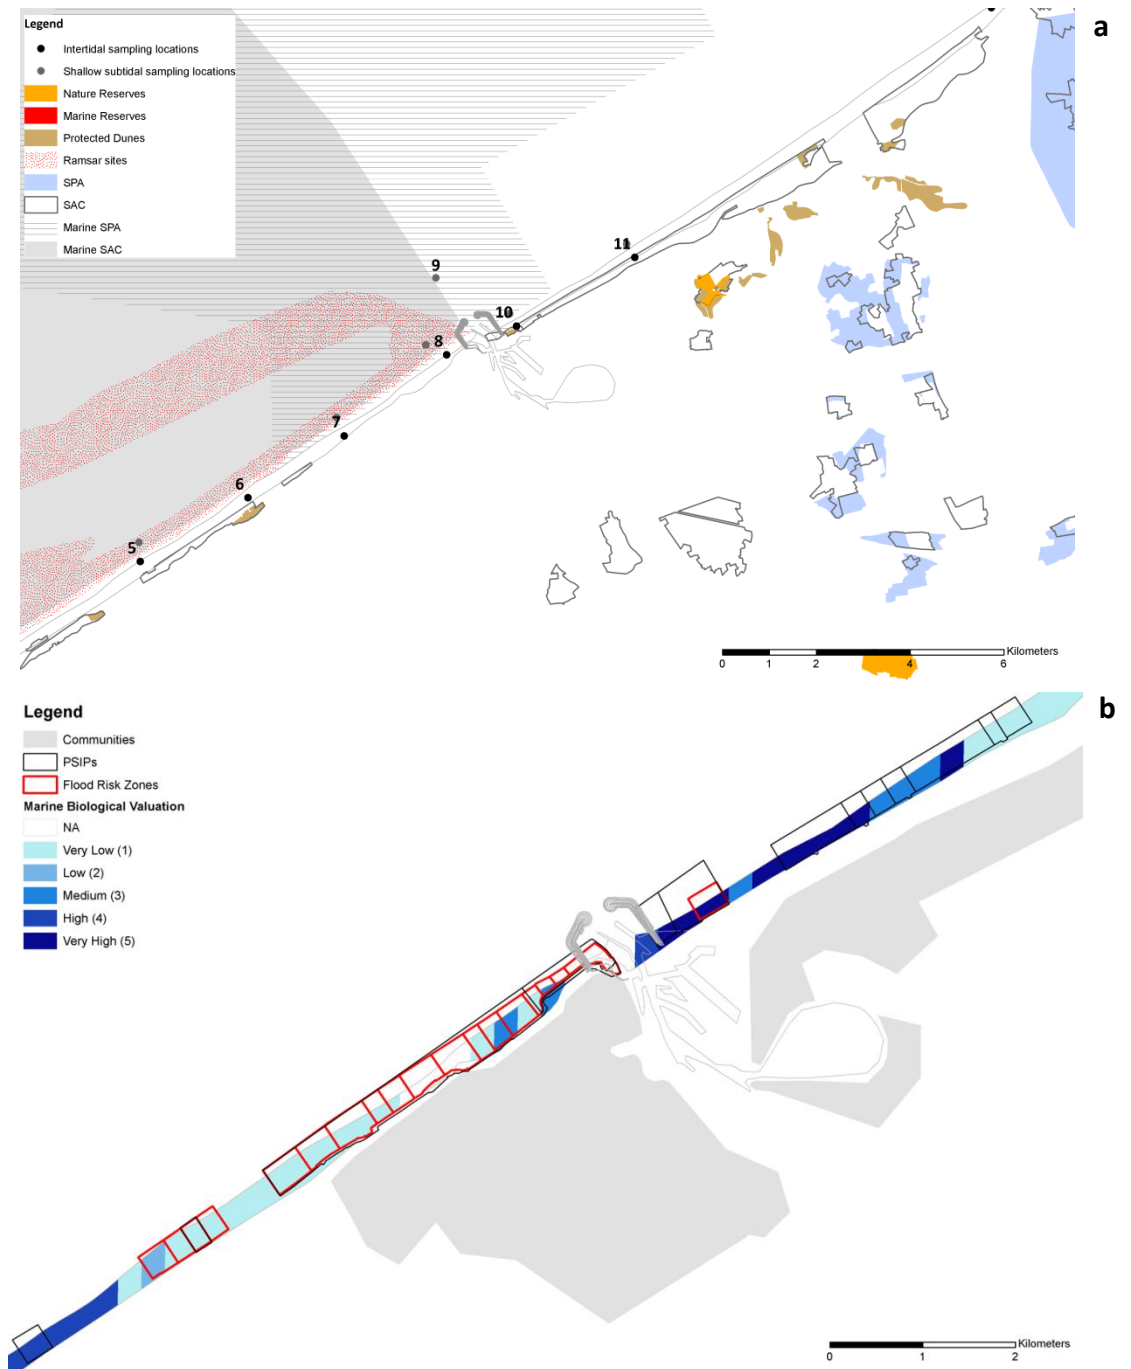 a
Legend
Intertidal sampling locations
Shallow subtidal sampling locations
Nature Reserves
Marine Reserves
Protected Dunes
Ramsar sites
SPA
SAC
Marine SPA
Marine SAC
11
9
10
8
7
6
5
Kilometers
0 1 2 4 6
b
Legend
Communities
PSIPs
Flood Risk Zones
Marine Biological Valuation
NA
Very Low (1)
Low (2)
Medium (3)
High (4)
Very High (5)
Kilometers
0 1 2